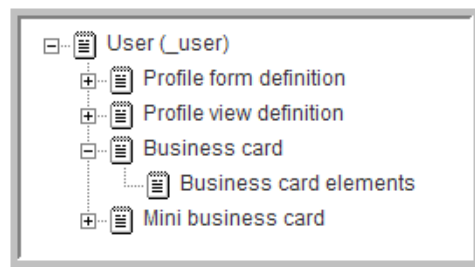 User (_user)
Profile form definition
Profile view definition
Business card
Business card elements
Mini business card